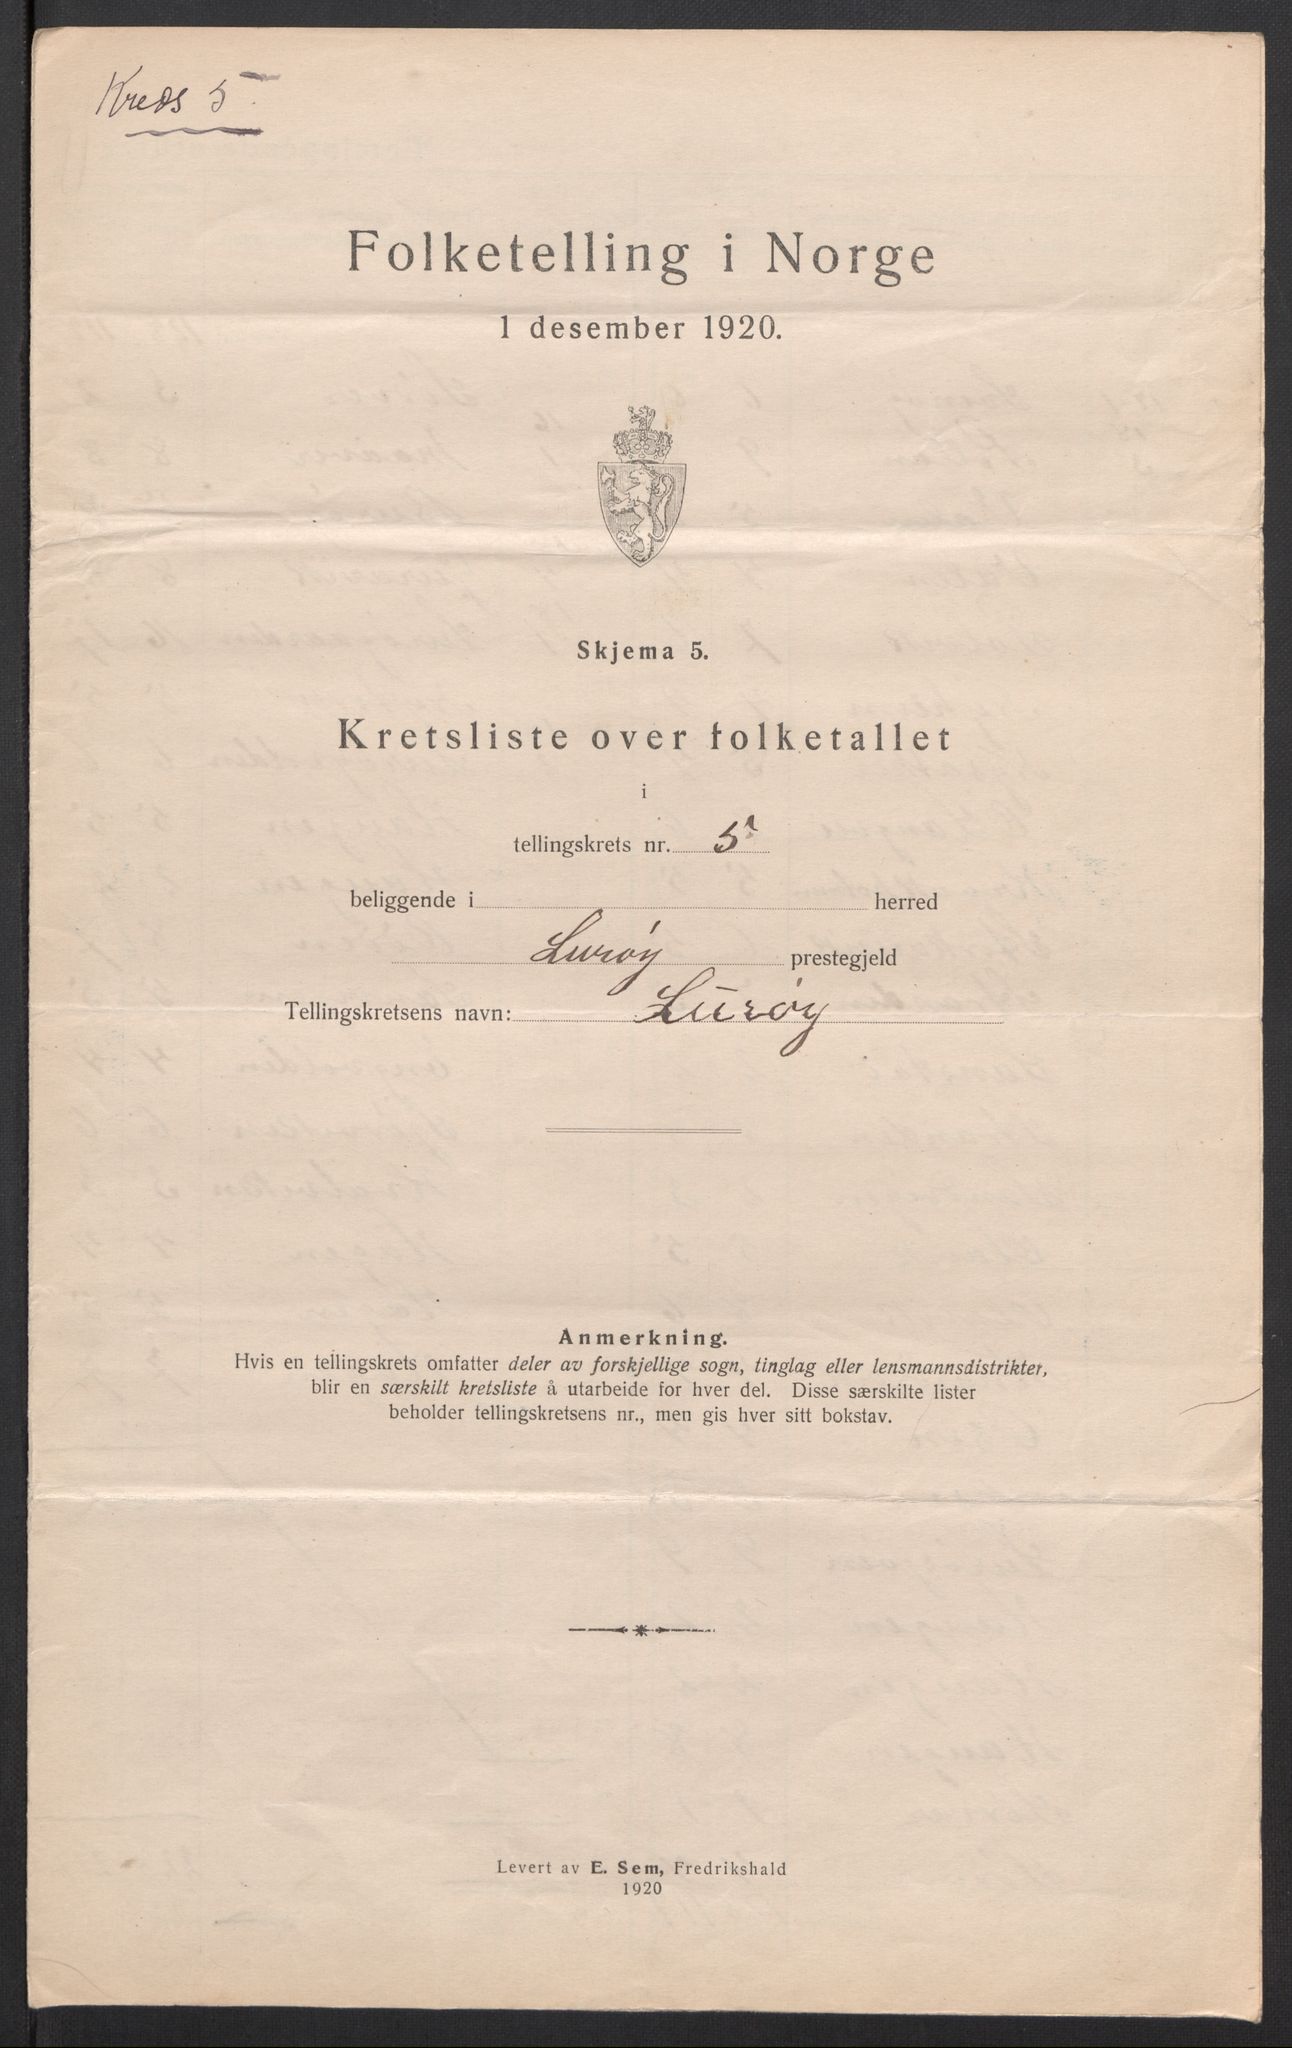 Kreds 5
Folketelling i Norge
1 desember 1920.
Skjema 5.
Kretsliste over folketallet
i
tellingskrets nr. 5
beliggende i herred
Lurøy prestegjeld
Tellingskretsens navn: Lurøy
Anmerkning.
Hvis en tellingskrets omfatter deler av forskjellige sogn, tinglag eller lensmannsdistrikter,
blir en særskilt kretsliste å utarbeide for hver del. Disse særskilte lister
beholder tellingskretsens nr., men gis hver sitt bokstav.
Levert av E. Sem, Fredrikshald
1920